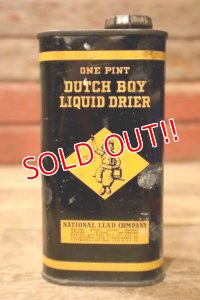 ONE PINT
DUTCH BOY
LIQUID DRIER
SOLD OUT!!
NATIONAL LEAD COMPANY